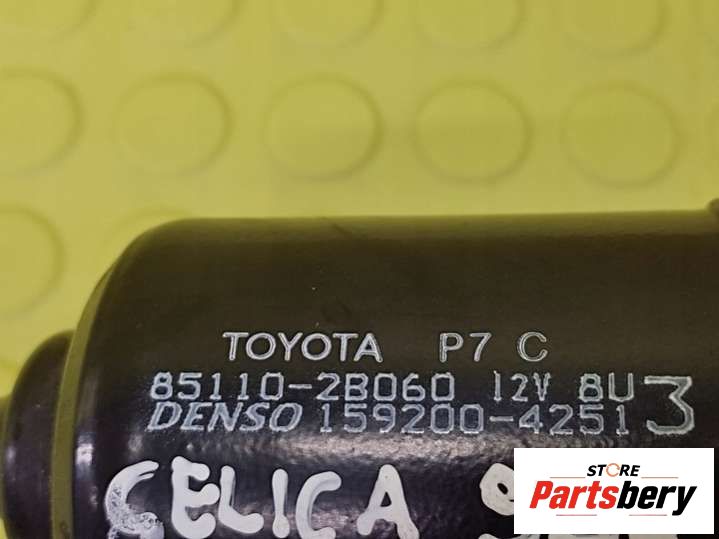 TOYOTA P7 C
85110-2B060 12V 8U 3
DENSO 159200-4251
CELICA
STORE
Partsbery